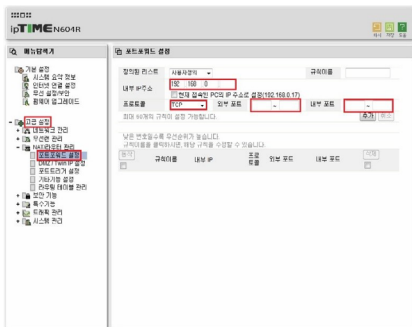 ipTIME N604R
메뉴탐색기
기본 설정
시스템 요약 정보
인터넷 연결 설정
무선 설정/보안
펌웨어 업그레이드
고급 설정
네트워크 관리
무선랜 관리
NAT/라우터 관리
포트포워드 설정
DMZ / Twin IP 설정
포트트리거 설정
기타기능 설정
라우팅 테이블 관리
보안 기능
특수기능
트래픽 관리
시스템 관리
저장 도움
포트포워드 설정
정의된 리스트 사용자정의 규칙이름
내부 IP주소 192 168 0
현재 접속된 PC의 IP 주소로 설정(192.168.0.17)
프로토콜 TCP 외부 포트 ~ 내부 포트 ~
최대 60개의 규칙이 설정 가능합니다. 추가 취소
낮은 번호일수록 우선순위가 높습니다.
규칙이름을 클릭하시면, 해당 규칙을 수정할 수 있습니다.
규칙이름 내부 IP 프로토콜 외부 포트 내부 포트 삭제